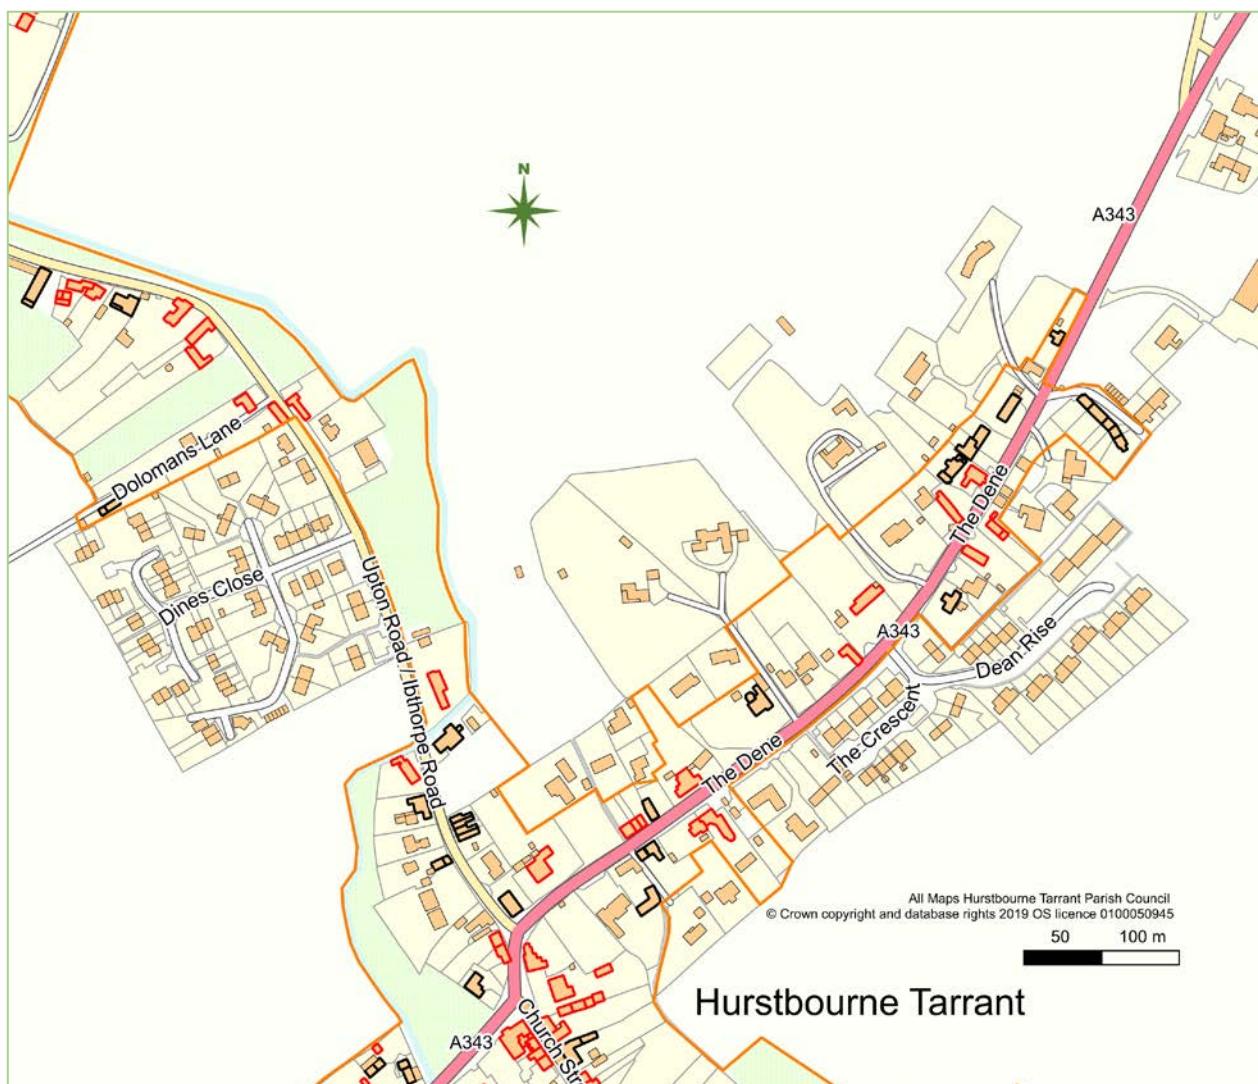 N
A343
Dolomans Lane
The Dene
Dines Close
Upton Road / Ibthorpe Road
A343
Dean Rise
The Crescent
The Dene
All Maps Hurstbourne Tarrant Parish Council
© Crown copyright and database rights 2019 OS licence 0100050945
50 100 m
Hurstbourne Tarrant
Church Str
A343